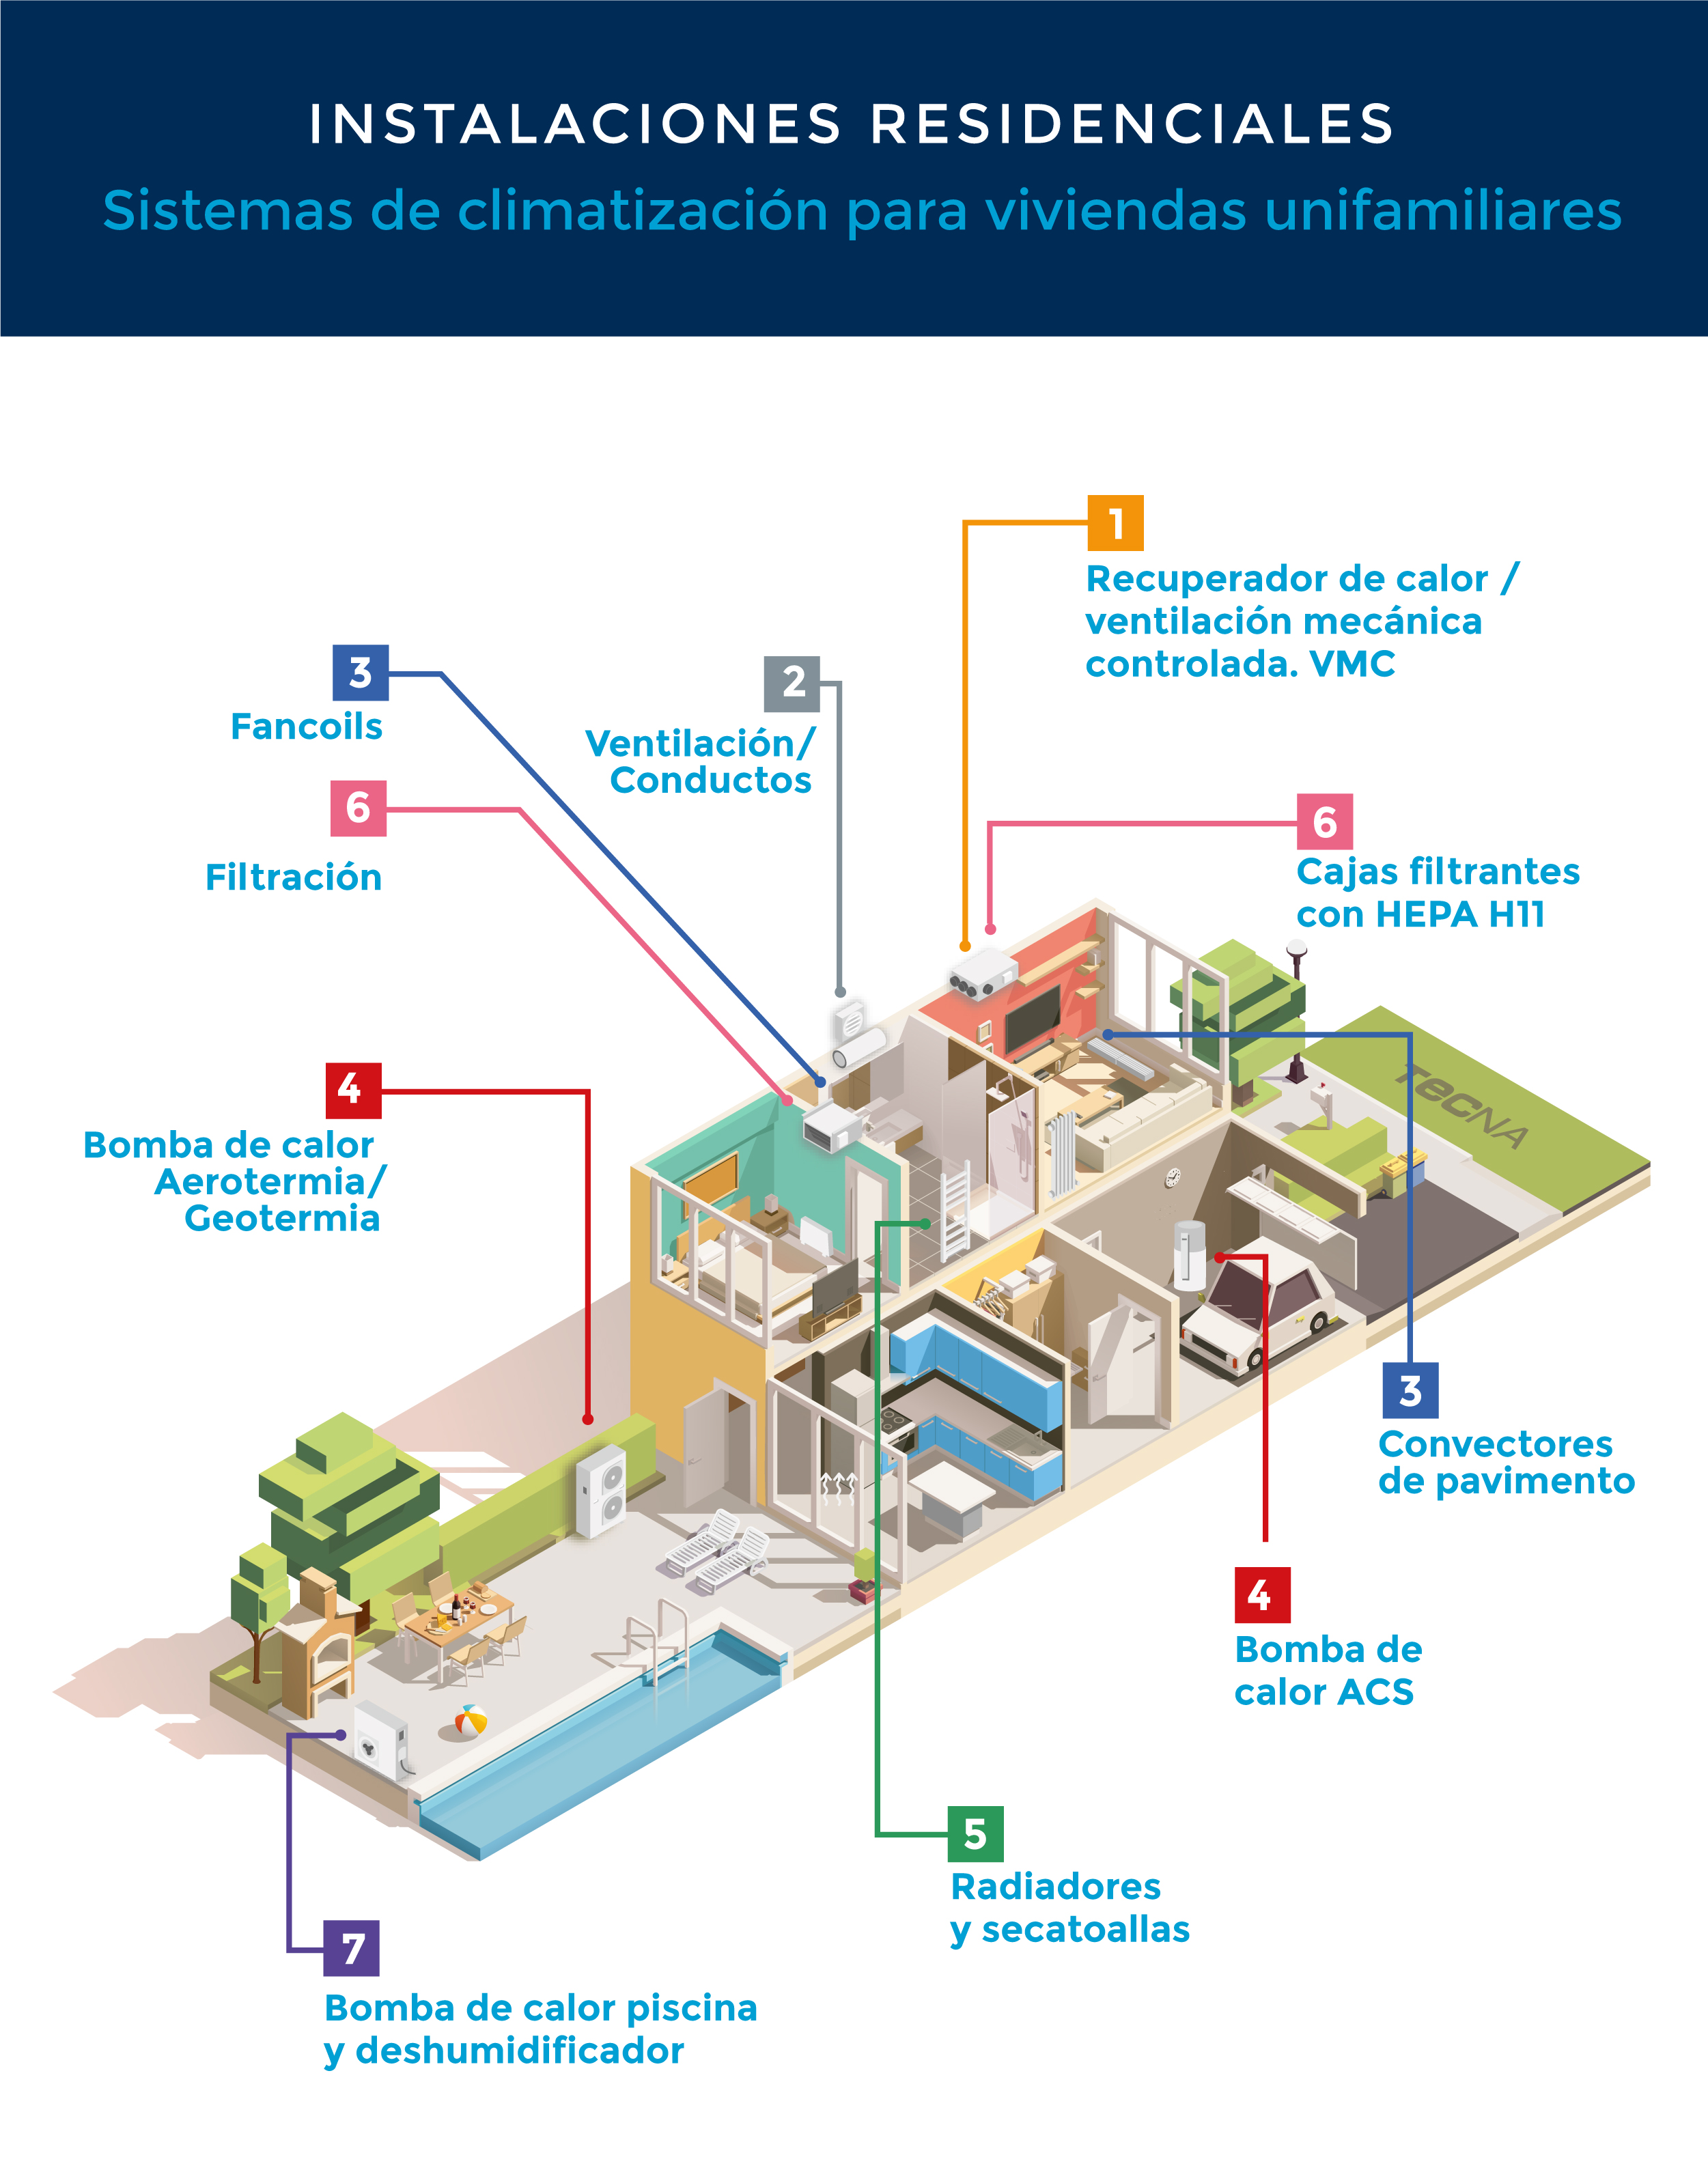 INSTALACIONES RESIDENCIALES
Sistemas de climatización para viviendas unifamiliares
1
Recuperador de calor /
ventilación mecánica
controlada. VMC
3
Fancoils
2
Ventilación/
Conductos
6
Filtración
6
Cajas filtrantes
con HEPA H11
4
Bomba de calor
Aerotermia/
Geotermia
TECNA
3
Convectores
de pavimento
4
Bomba de
calor ACS
5
Radiadores
y secatoallas
7
Bomba de calor piscina
y deshumidificador